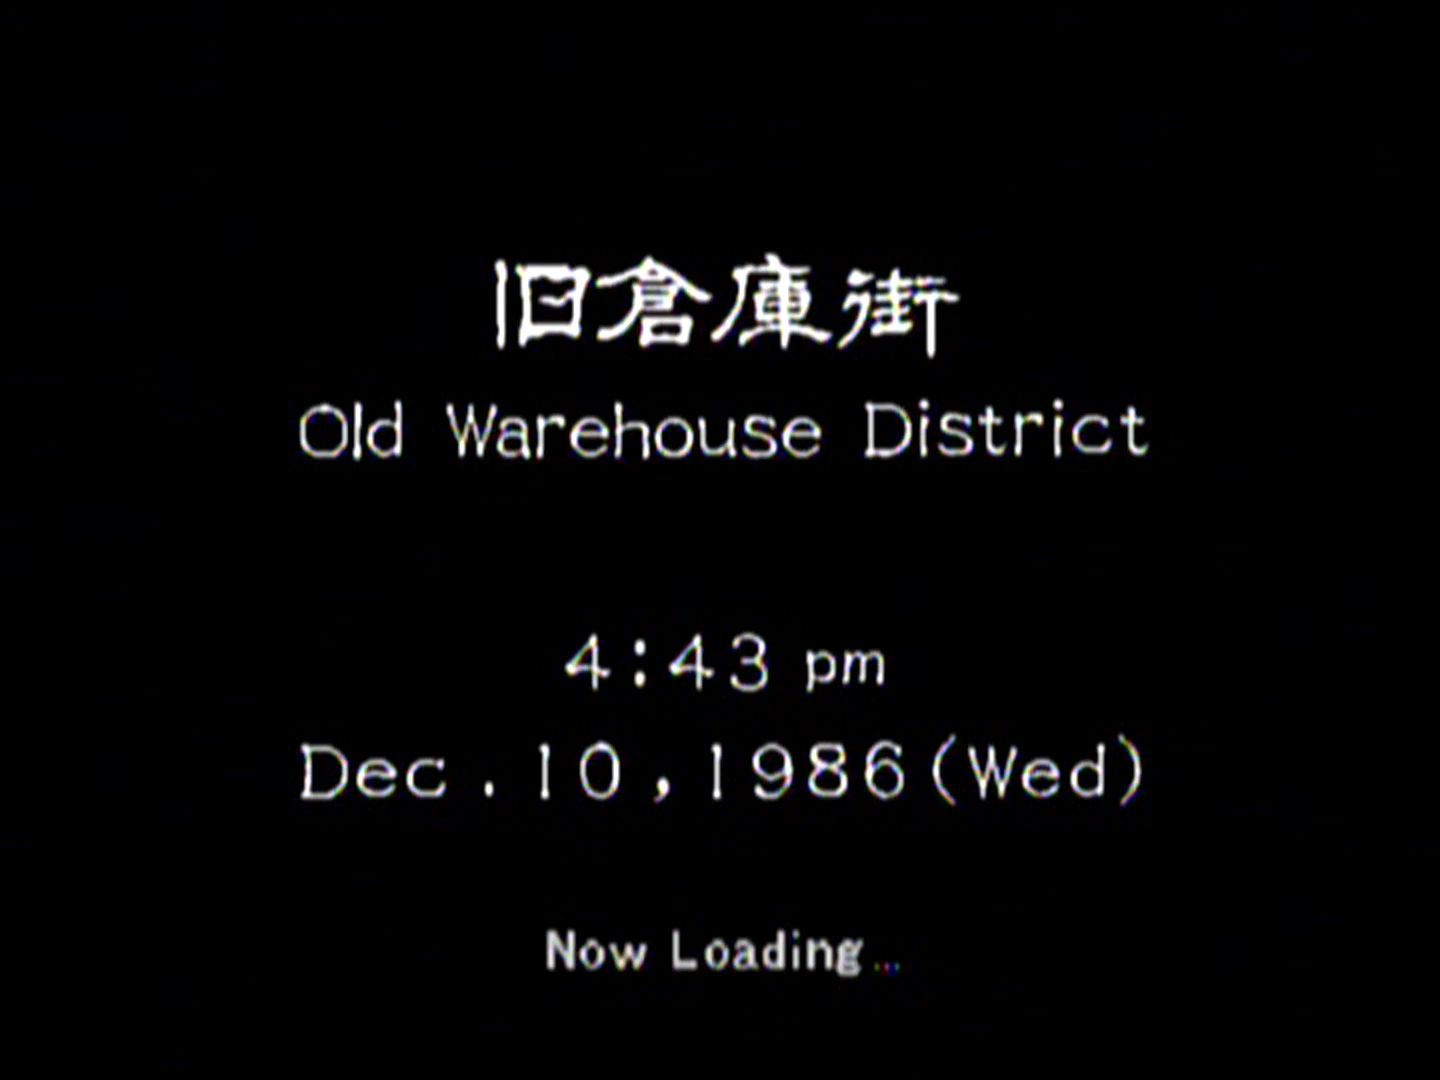 旧倉庫街
Old Warehouse District
4:43 pm
Dec.10,1986(Wed)
Now Loading...